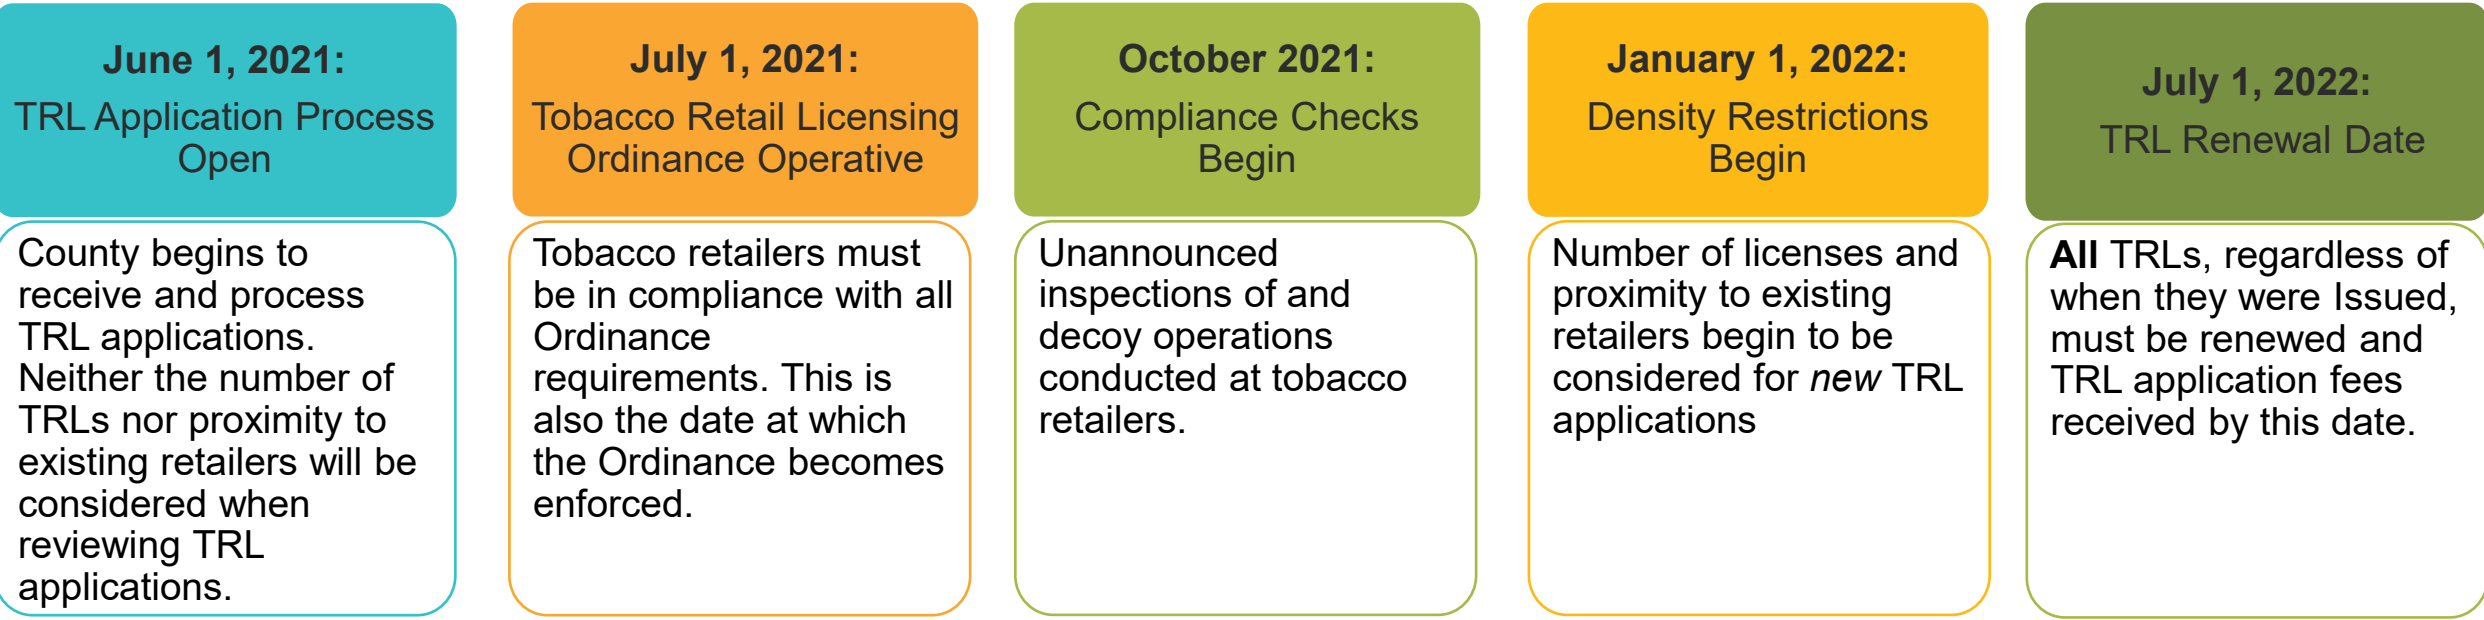 June 1, 2021:
TRL Application Process
Open
County begins to
receive and process
TRL applications.
Neither the number of
TRLs nor proximity to
existing retailers will be
considered when
reviewing TRL
applications.
July 1, 2021:
Tobacco Retail Licensing
Ordinance Operative
Tobacco retailers must
be in compliance with all
Ordinance
requirements. This is
also the date at which
the Ordinance becomes
enforced.
October 2021:
Compliance Checks
Begin
Unannounced
inspections of and
decoy operations
conducted at tobacco
retailers.
January 1, 2022:
Density Restrictions
Begin
Number of licenses and
proximity to existing
retailers begin to be
considered for new TRL
applications
July 1, 2022:
TRL Renewal Date
All TRLs, regardless of
when they were Issued,
must be renewed and
TRL application fees
received by this date.